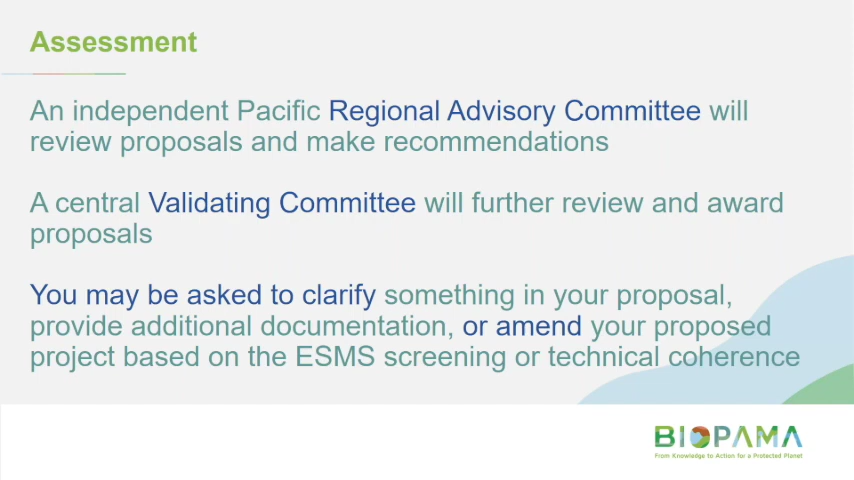 Assessment
An independent Pacific Regional Advisory Committee will
review proposals and make recommendations
A central Validating Committee will further review and award
proposals
You may be asked to clarify something in your proposal,
provide additional documentation, or amend your proposed
project based on the ESMS screening or technical coherence
BIOPAMA
From Knowledge to Action for a Protected Planet